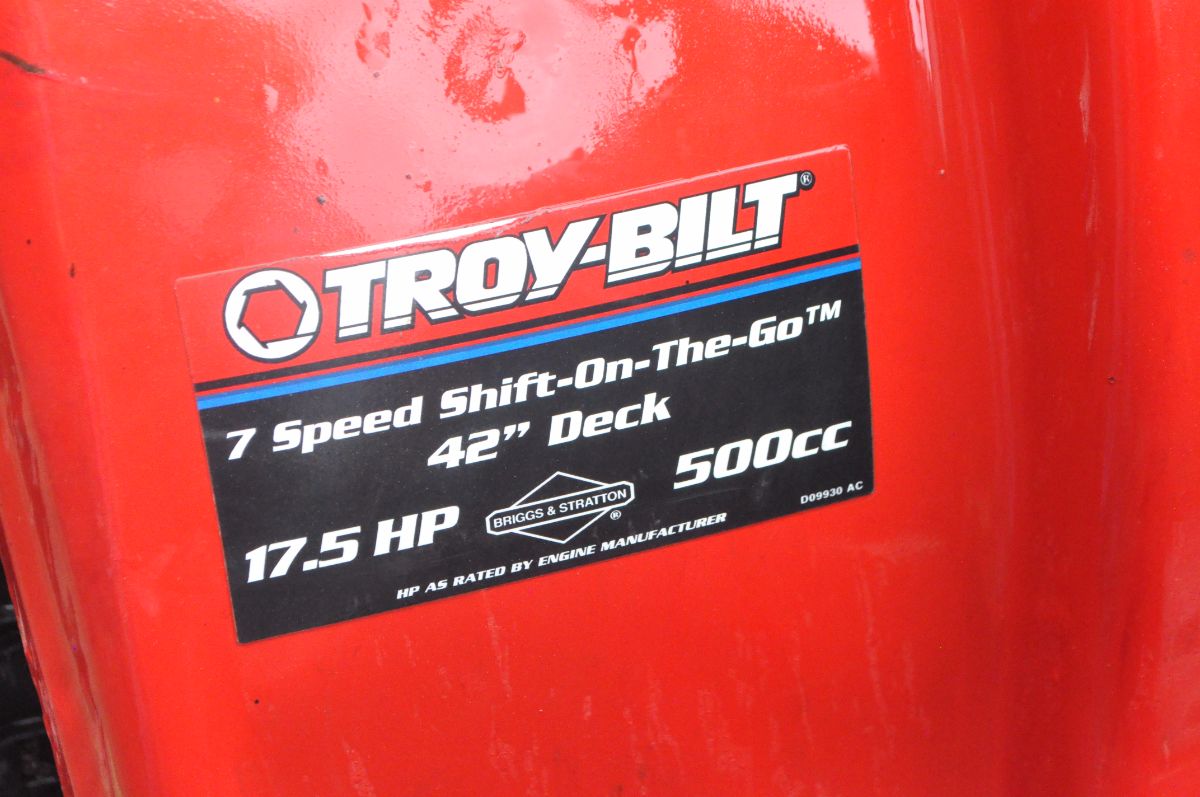 TROY-BILT®
7 Speed Shift-On-The-Go™
42” Deck
17.5 HP BRIGGS & STRATTON® 500cc
HP AS RATED BY ENGINE MANUFACTURER
D09930 AC